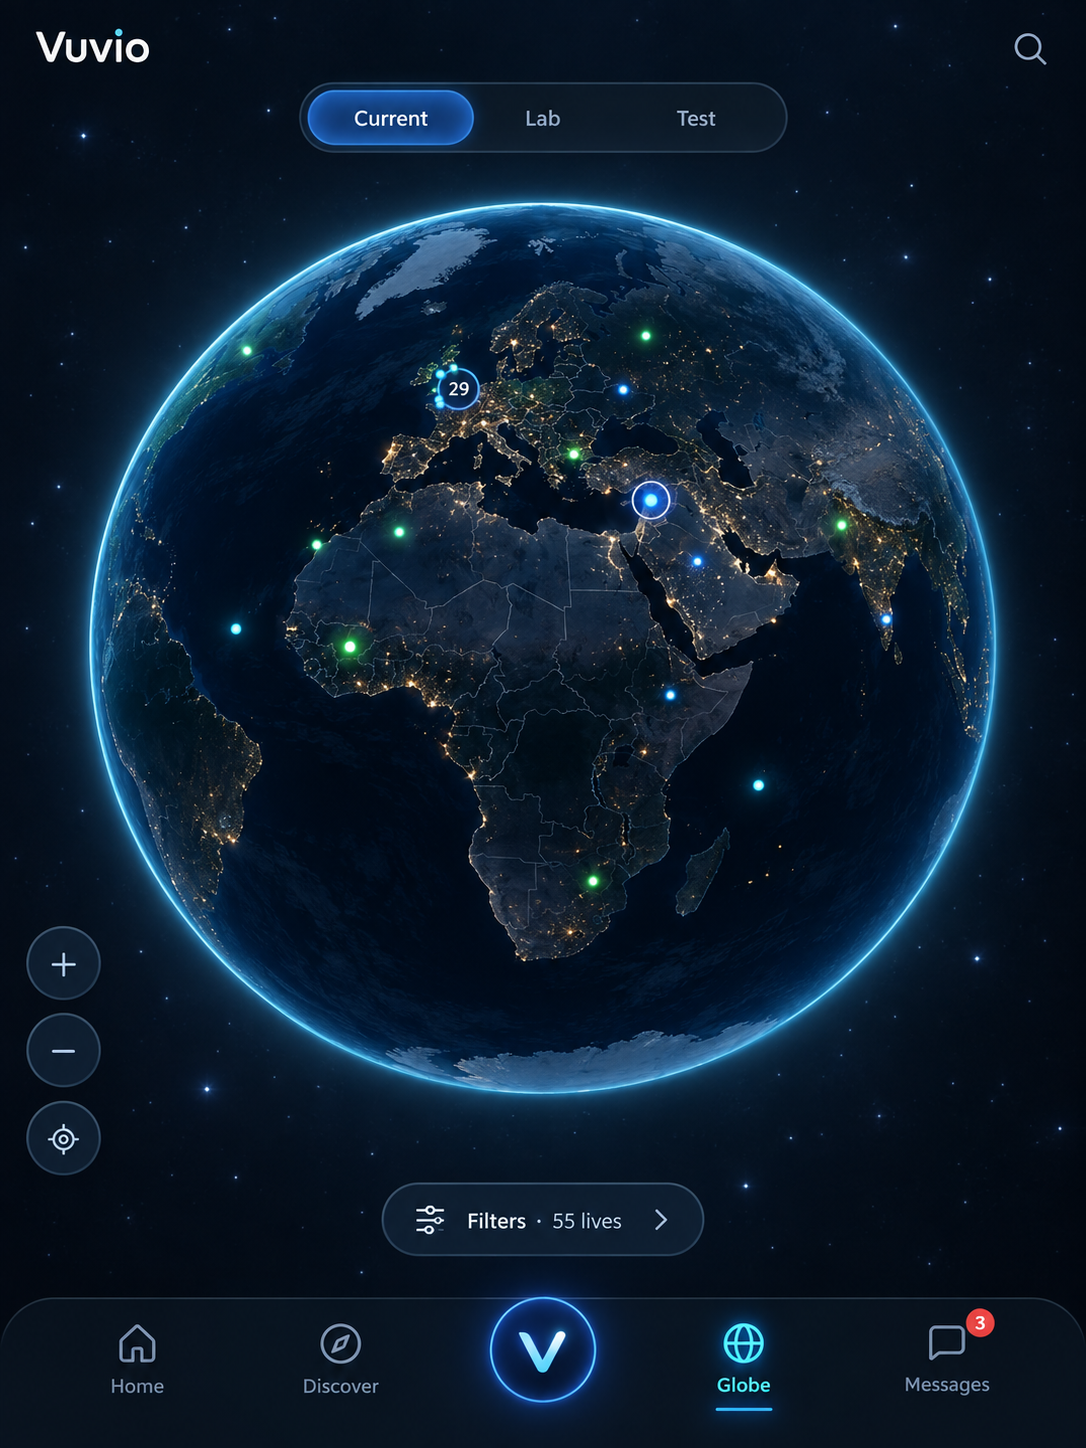 Vuvio
Current Lab Test
29
Filters · 55 lives
V
Home Discover Globe Messages 3